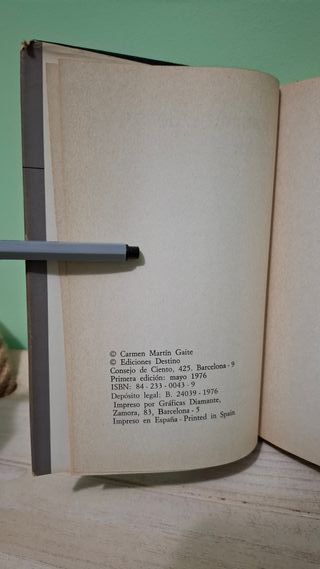 © Carmen Martín Gaite
© Ediciones Destino
Consejo de Ciento, 425. Barcelona - 9
Primera edición: mayo 1976
ISBN: 84 - 233 - 0043 - 9
Depósito legal: B. 24039 - 1976
Impreso por Gráficas Diamante,
Zamora, 83, Barcelona - 5
Impreso en España - Printed in Spain